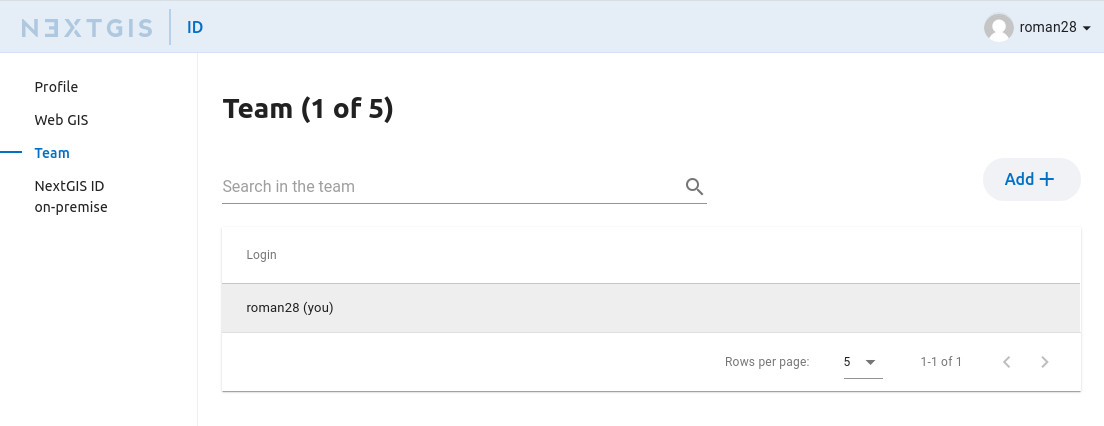 NEXTGIS ID
roman28
Profile
Web GIS
Team
NextGIS ID
on-premise
Team (1 of 5)
Search in the team
Add
Login
roman28 (you)
Rows per page: 5 1-1 of 1